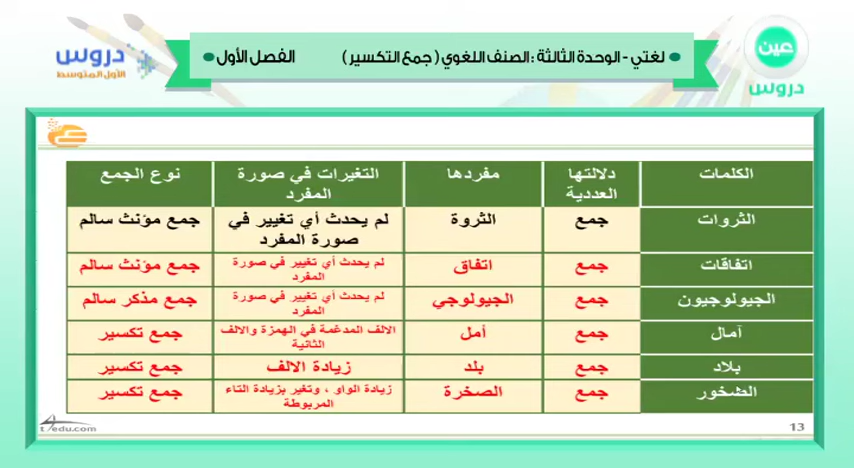 عين
دروس
لغتي - الوحدة الثالثة : الصنف اللغوي ( جمع التكسير)
الفصل الأول
دروس
الأول المتوسط
الكلمات
دلالتها العددية
مفردها
التغيرات في صورة المفرد
نوع الجمع
الثروات
جمع
الثروة
لم يحدث أي تغيير في
صورة المفرد
جمع مؤنث سالم
اتفاقات
جمع
اتفاق
لم يحدث أي تغيير في صورة
المفرد
جمع مؤنث سالم
الجيولوجيون
جمع
الجيولوجي
لم يحدث أي تغيير في صورة
المفرد
جمع مذكر سالم
آمال
جمع
أمل
الالف المدغمة في الهمزة والالف
الثانية
جمع تكسير
بلاد
جمع
بلد
زيادة الالف
جمع تكسير
الصخور
جمع
الصخرة
زيادة الواو ، وتغير بزيادة التاء
المربوطة
جمع تكسير
13
t4edu.com